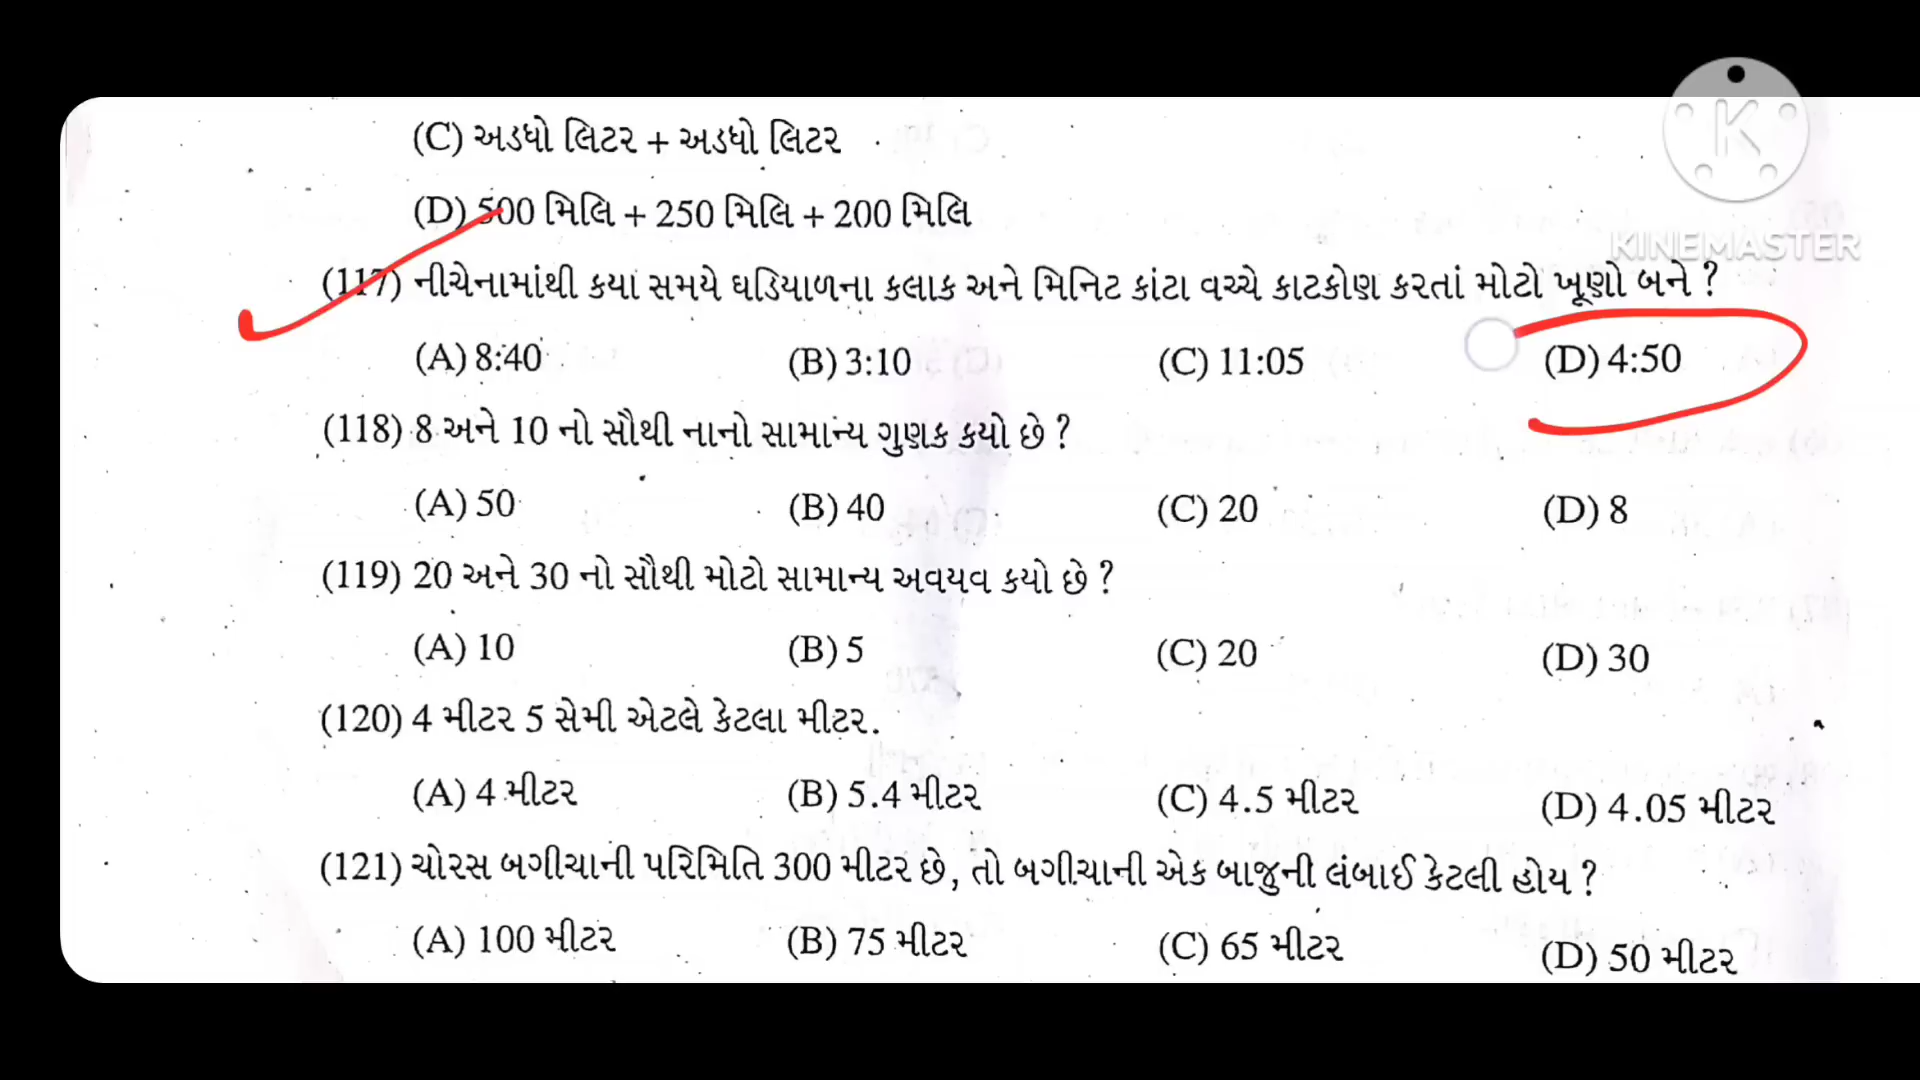 (C) અડધો લિટર + અડધો લિટર
(D) 500 મિલિ + 250 મિલિ + 200 મિલિ
KINEMASTER
(117) નીચેનામાંથી કયા સમયે ઘડિયાળના કલાક અને મિનિટ કાંટા વચ્ચે કાટકોણ કરતાં મોટો ખૂણો બને ?
(A) 8:40 (B) 3:10 (C) 11:05 (D) 4:50
(118) 8 અને 10 નો સૌથી નાનો સામાન્ય ગુણક કયો છે ?
(A) 50 (B) 40 (C) 20 (D) 8
(119) 20 અને 30 નો સૌથી મોટો સામાન્ય અવયવ કયો છે ?
(A) 10 (B) 5 (C) 20 (D) 30
(120) 4 મીટર 5 સેમી એટલે કેટલા મીટર.
(A) 4 મીટર (B) 5.4 મીટર (C) 4.5 મીટર (D) 4.05 મીટર
(121) ચોરસ બગીચાની પરિમિતિ 300 મીટર છે, તો બગીચાની એક બાજુની લંબાઈ કેટલી હોય ?
(A) 100 મીટર (B) 75 મીટર (C) 65 મીટર (D) 50 મીટર